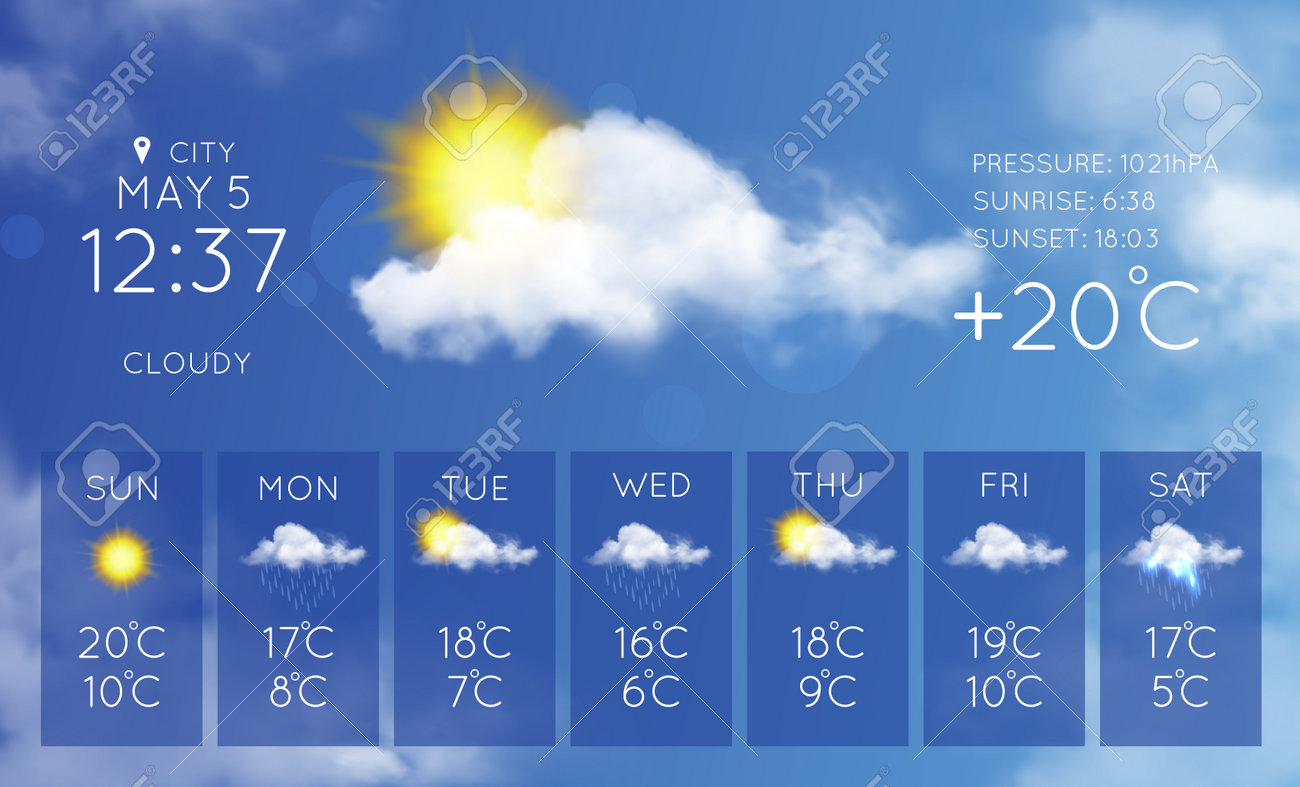 CITY
MAY 5
12:37
CLOUDY
PRESSURE: 1021hPA
SUNRISE: 6:38
SUNSET: 18:03
+20°C
SUN
20°C
10°C
MON
17°C
8°C
TUE
18°C
7°C
WED
16°C
6°C
THU
18°C
9°C
FRI
19°C
10°C
SAT
17°C
5°C
123RF
123RF
123RF
123RF
123RF